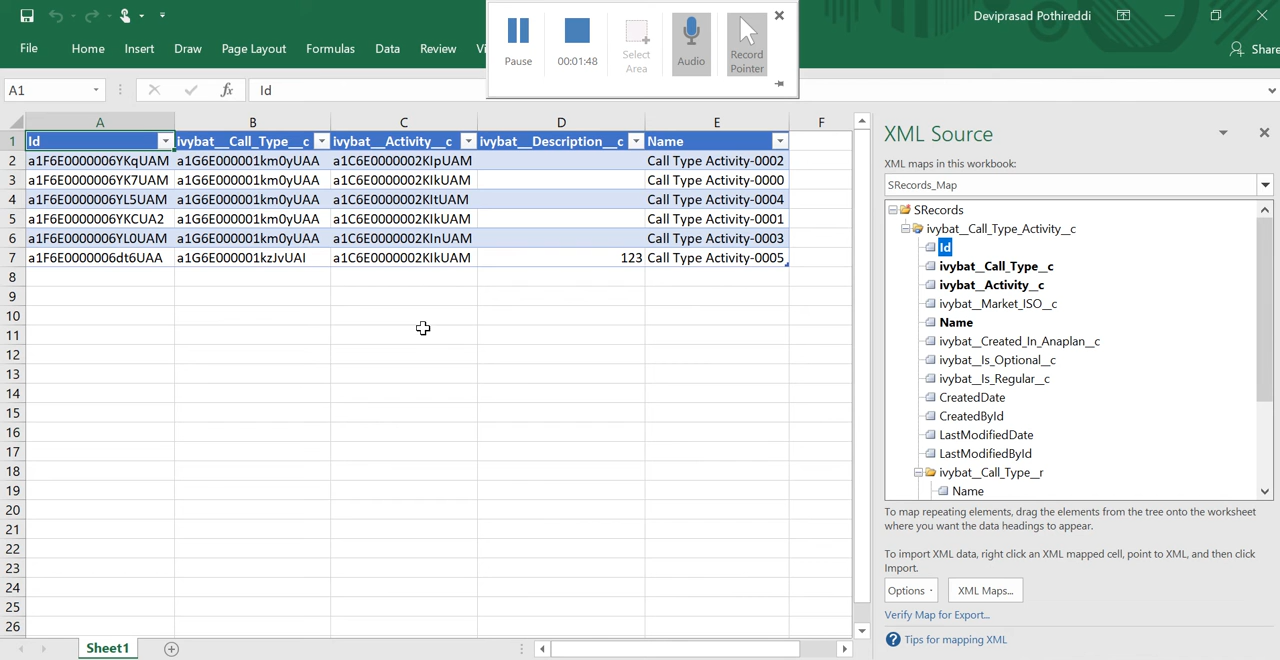 Deviprasad Pothireddi
File Home Insert Draw Page Layout Formulas Data Review Share
Pause 00:01:48 Select Area Audio Record Pointer
A1 fx Id
A B C D E F
1 Id ivybat__Call_Type__c ivybat__Activity__c ivybat__Description__c Name
2 a1F6E0000006YKqUAM a1G6E000001km0yUAA a1C6E0000002KIpUAM Call Type Activity-0002
3 a1F6E0000006YK7UAM a1G6E000001km0yUAA a1C6E0000002KIkUAM Call Type Activity-0000
4 a1F6E0000006YL5UAM a1G6E000001km0yUAA a1C6E0000002KItUAM Call Type Activity-0004
5 a1F6E0000006YKCUA2 a1G6E000001km0yUAA a1C6E0000002KIkUAM Call Type Activity-0001
6 a1F6E0000006YL0UAM a1G6E000001km0yUAA a1C6E0000002KInUAM Call Type Activity-0003
7 a1F6E0000006dt6UAA a1G6E000001kzJvUAI a1C6E0000002KIkUAM 123 Call Type Activity-0005
8
9
10
11
12
13
14
15
16
17
18
19
20
21
22
23
24
25
26
Sheet1
XML Source
XML maps in this workbook:
SRecords_Map
SRecords
ivybat__Call_Type_Activity__c
Id
ivybat__Call_Type__c
ivybat__Activity__c
ivybat__Market_ISO__c
Name
ivybat__Created_In_Anaplan__c
ivybat__Is_Optional__c
ivybat__Is_Regular__c
CreatedDate
CreatedById
LastModifiedDate
LastModifiedById
ivybat__Call_Type__r
Name
To map repeating elements, drag the elements from the tree onto the worksheet
where you want the data headings to appear.
To import XML data, right click an XML mapped cell, point to XML, and then click
Import.
Options XML Maps...
Verify Map for Export...
Tips for mapping XML